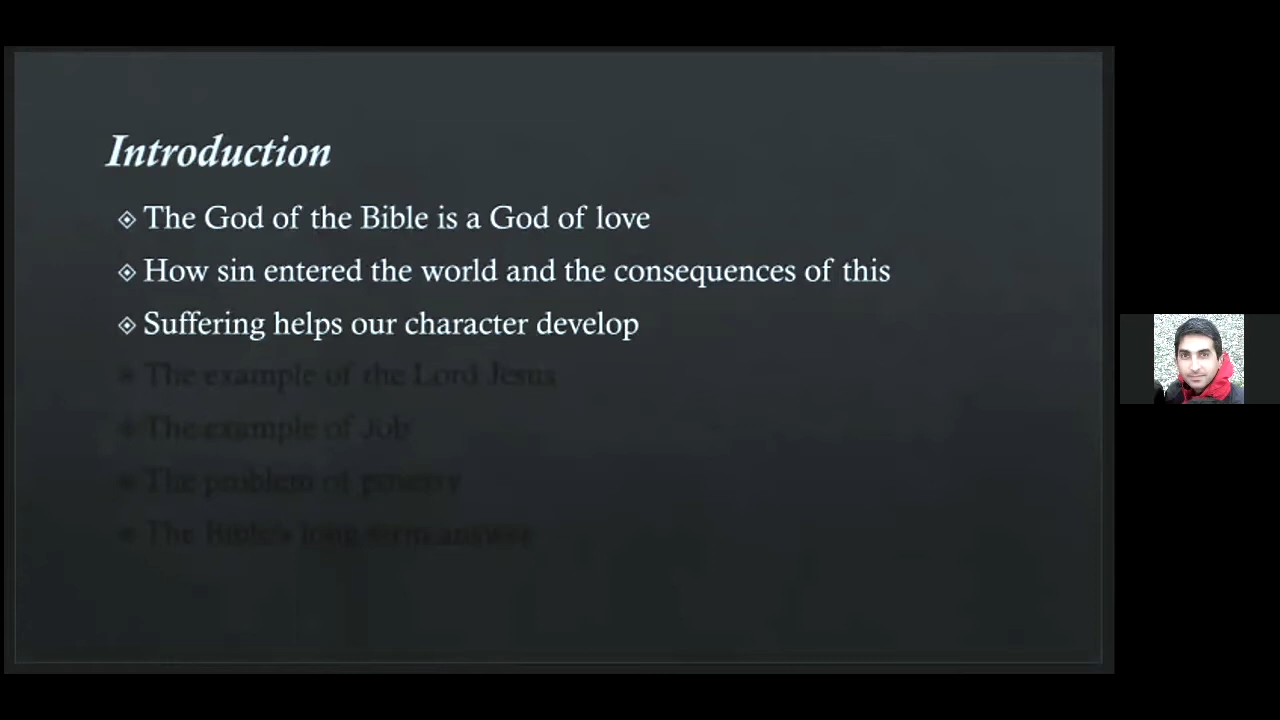 Introduction
The God of the Bible is a God of love
How sin entered the world and the consequences of this
Suffering helps our character develop
The example of the Lord Jesus
The example of Job
The problem of
The Bible's long term answer